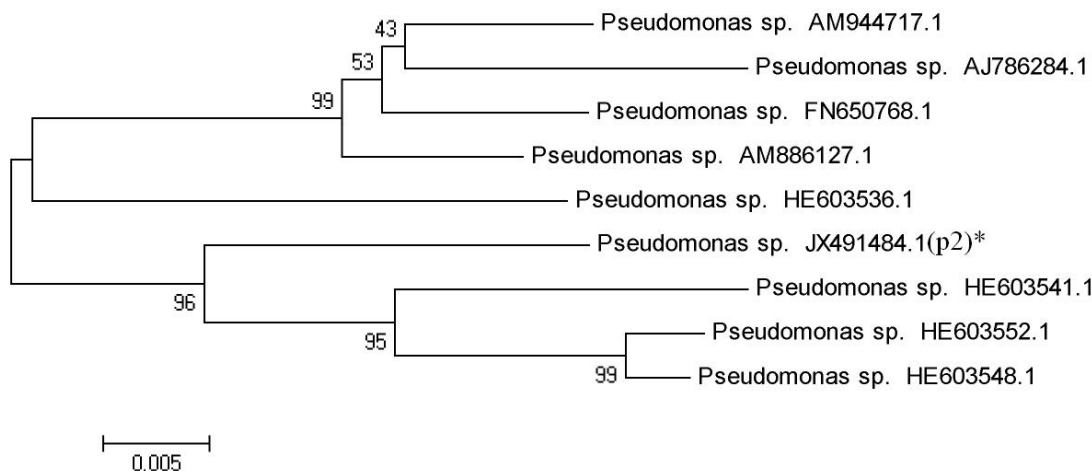 43
Pseudomonas sp. AM944717.1
53
Pseudomonas sp. AJ786284.1
99
Pseudomonas sp. FN650768.1
Pseudomonas sp. AM886127.1
Pseudomonas sp. HE603536.1
Pseudomonas sp. JX491484.1(p2)*
96
Pseudomonas sp. HE603541.1
95
Pseudomonas sp. HE603552.1
99
Pseudomonas sp. HE603548.1
0.005